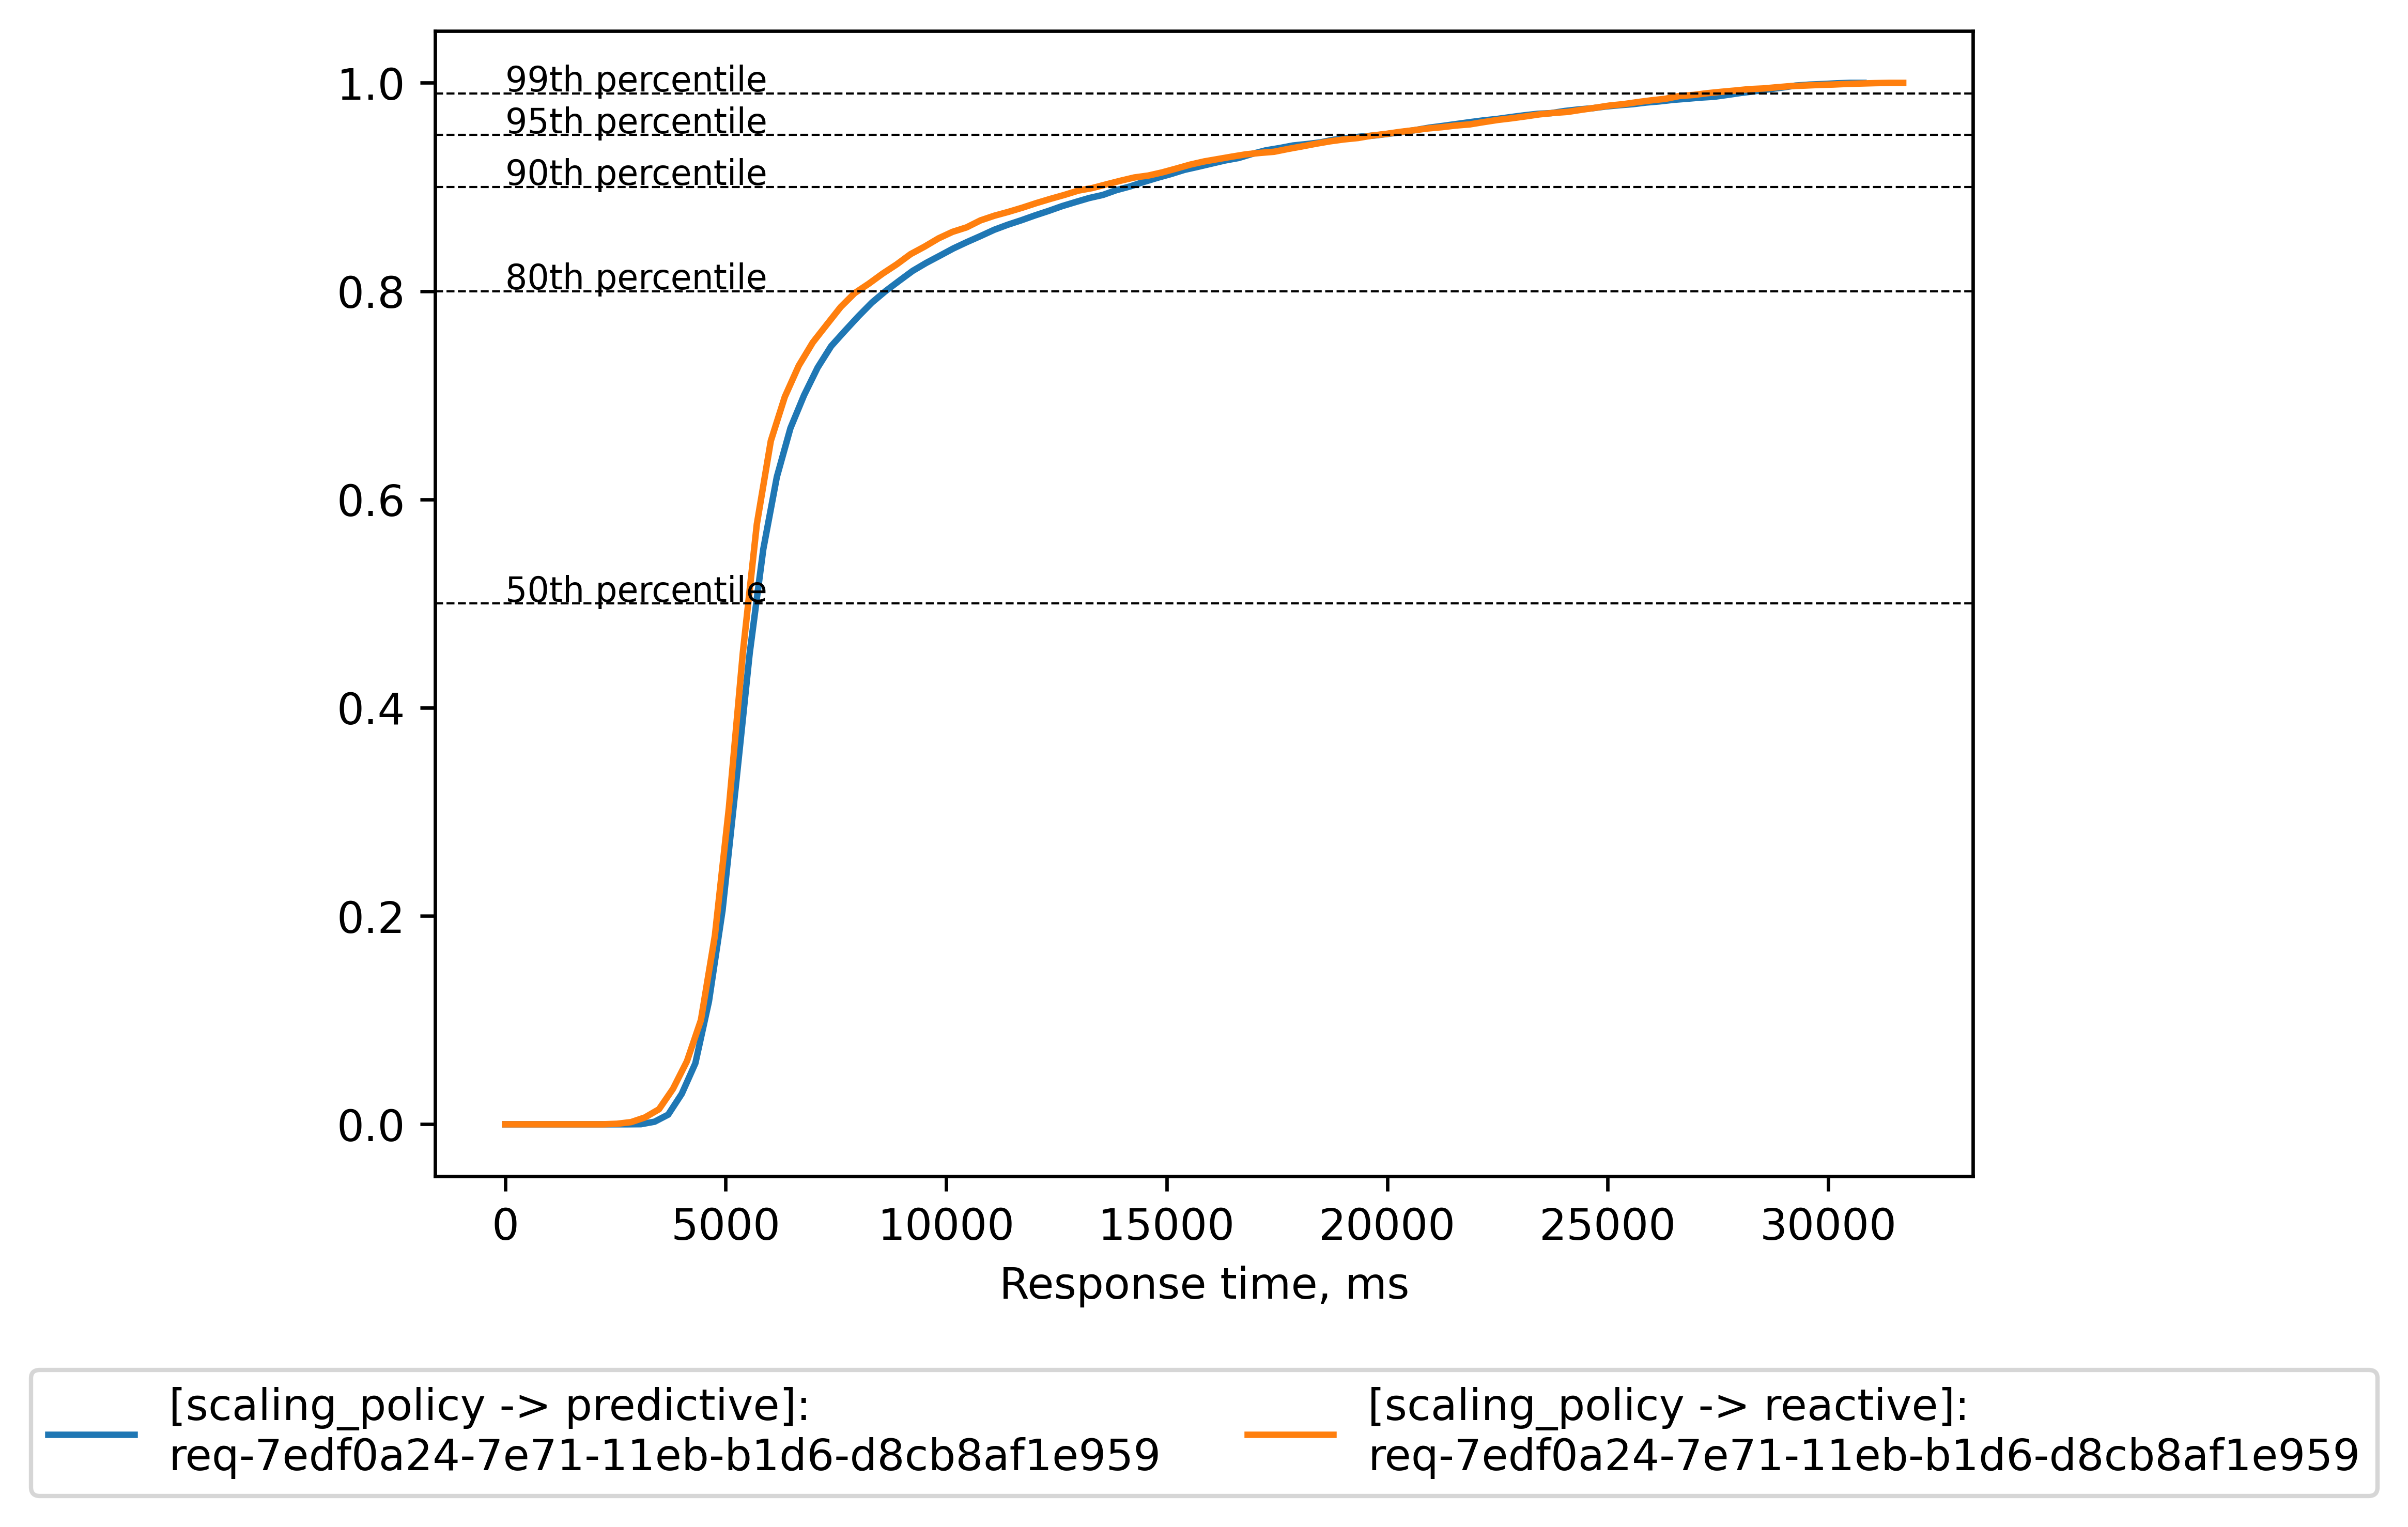 1.0
0.8
0.6
0.4
0.2
0.0
99th percentile
95th percentile
90th percentile
80th percentile
50th percentile
0 5000 10000 15000 20000 25000 30000
Response time, ms
[scaling_policy -> predictive]:
req-7edf0a24-7e71-11eb-b1d6-d8cb8af1e959
[scaling_policy -> reactive]:
req-7edf0a24-7e71-11eb-b1d6-d8cb8af1e959